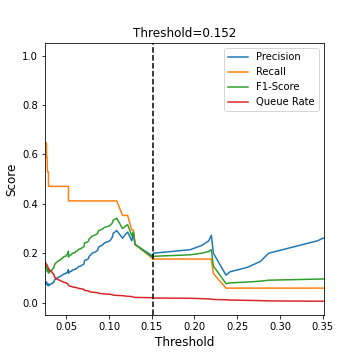 Threshold=0.152
Precision
Recall
F1-Score
Queue Rate
1.0
0.8
0.6
0.4
0.2
0.0
Score
0.05 0.10 0.15 0.20 0.25 0.30 0.35
Threshold